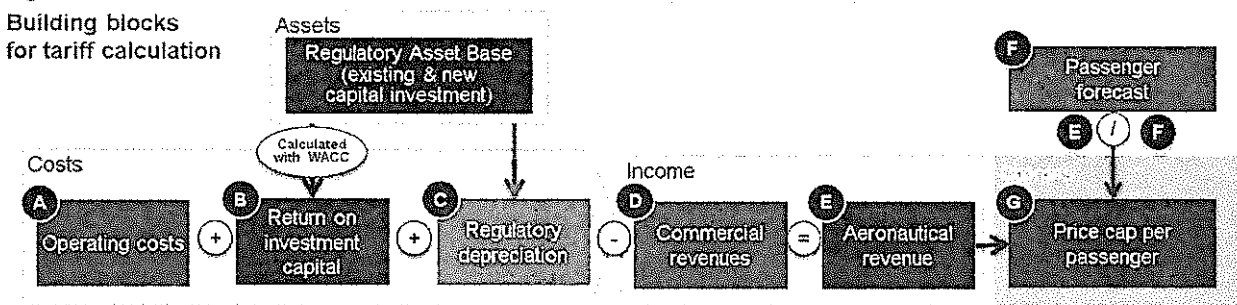 Building blocks
for tariff calculation
Assets
Regulatory Asset Base
(existing & new
capital investment)
F
Passenger
forecast
Calculated
with WACC
E / F
Costs
Income
A
Operating costs
+
B
Return on
investment
capital
+
C
Regulatory
depreciation
-
D
Commercial
revenues
=
E
Aeronautical
revenue
G
Price cap per
passenger